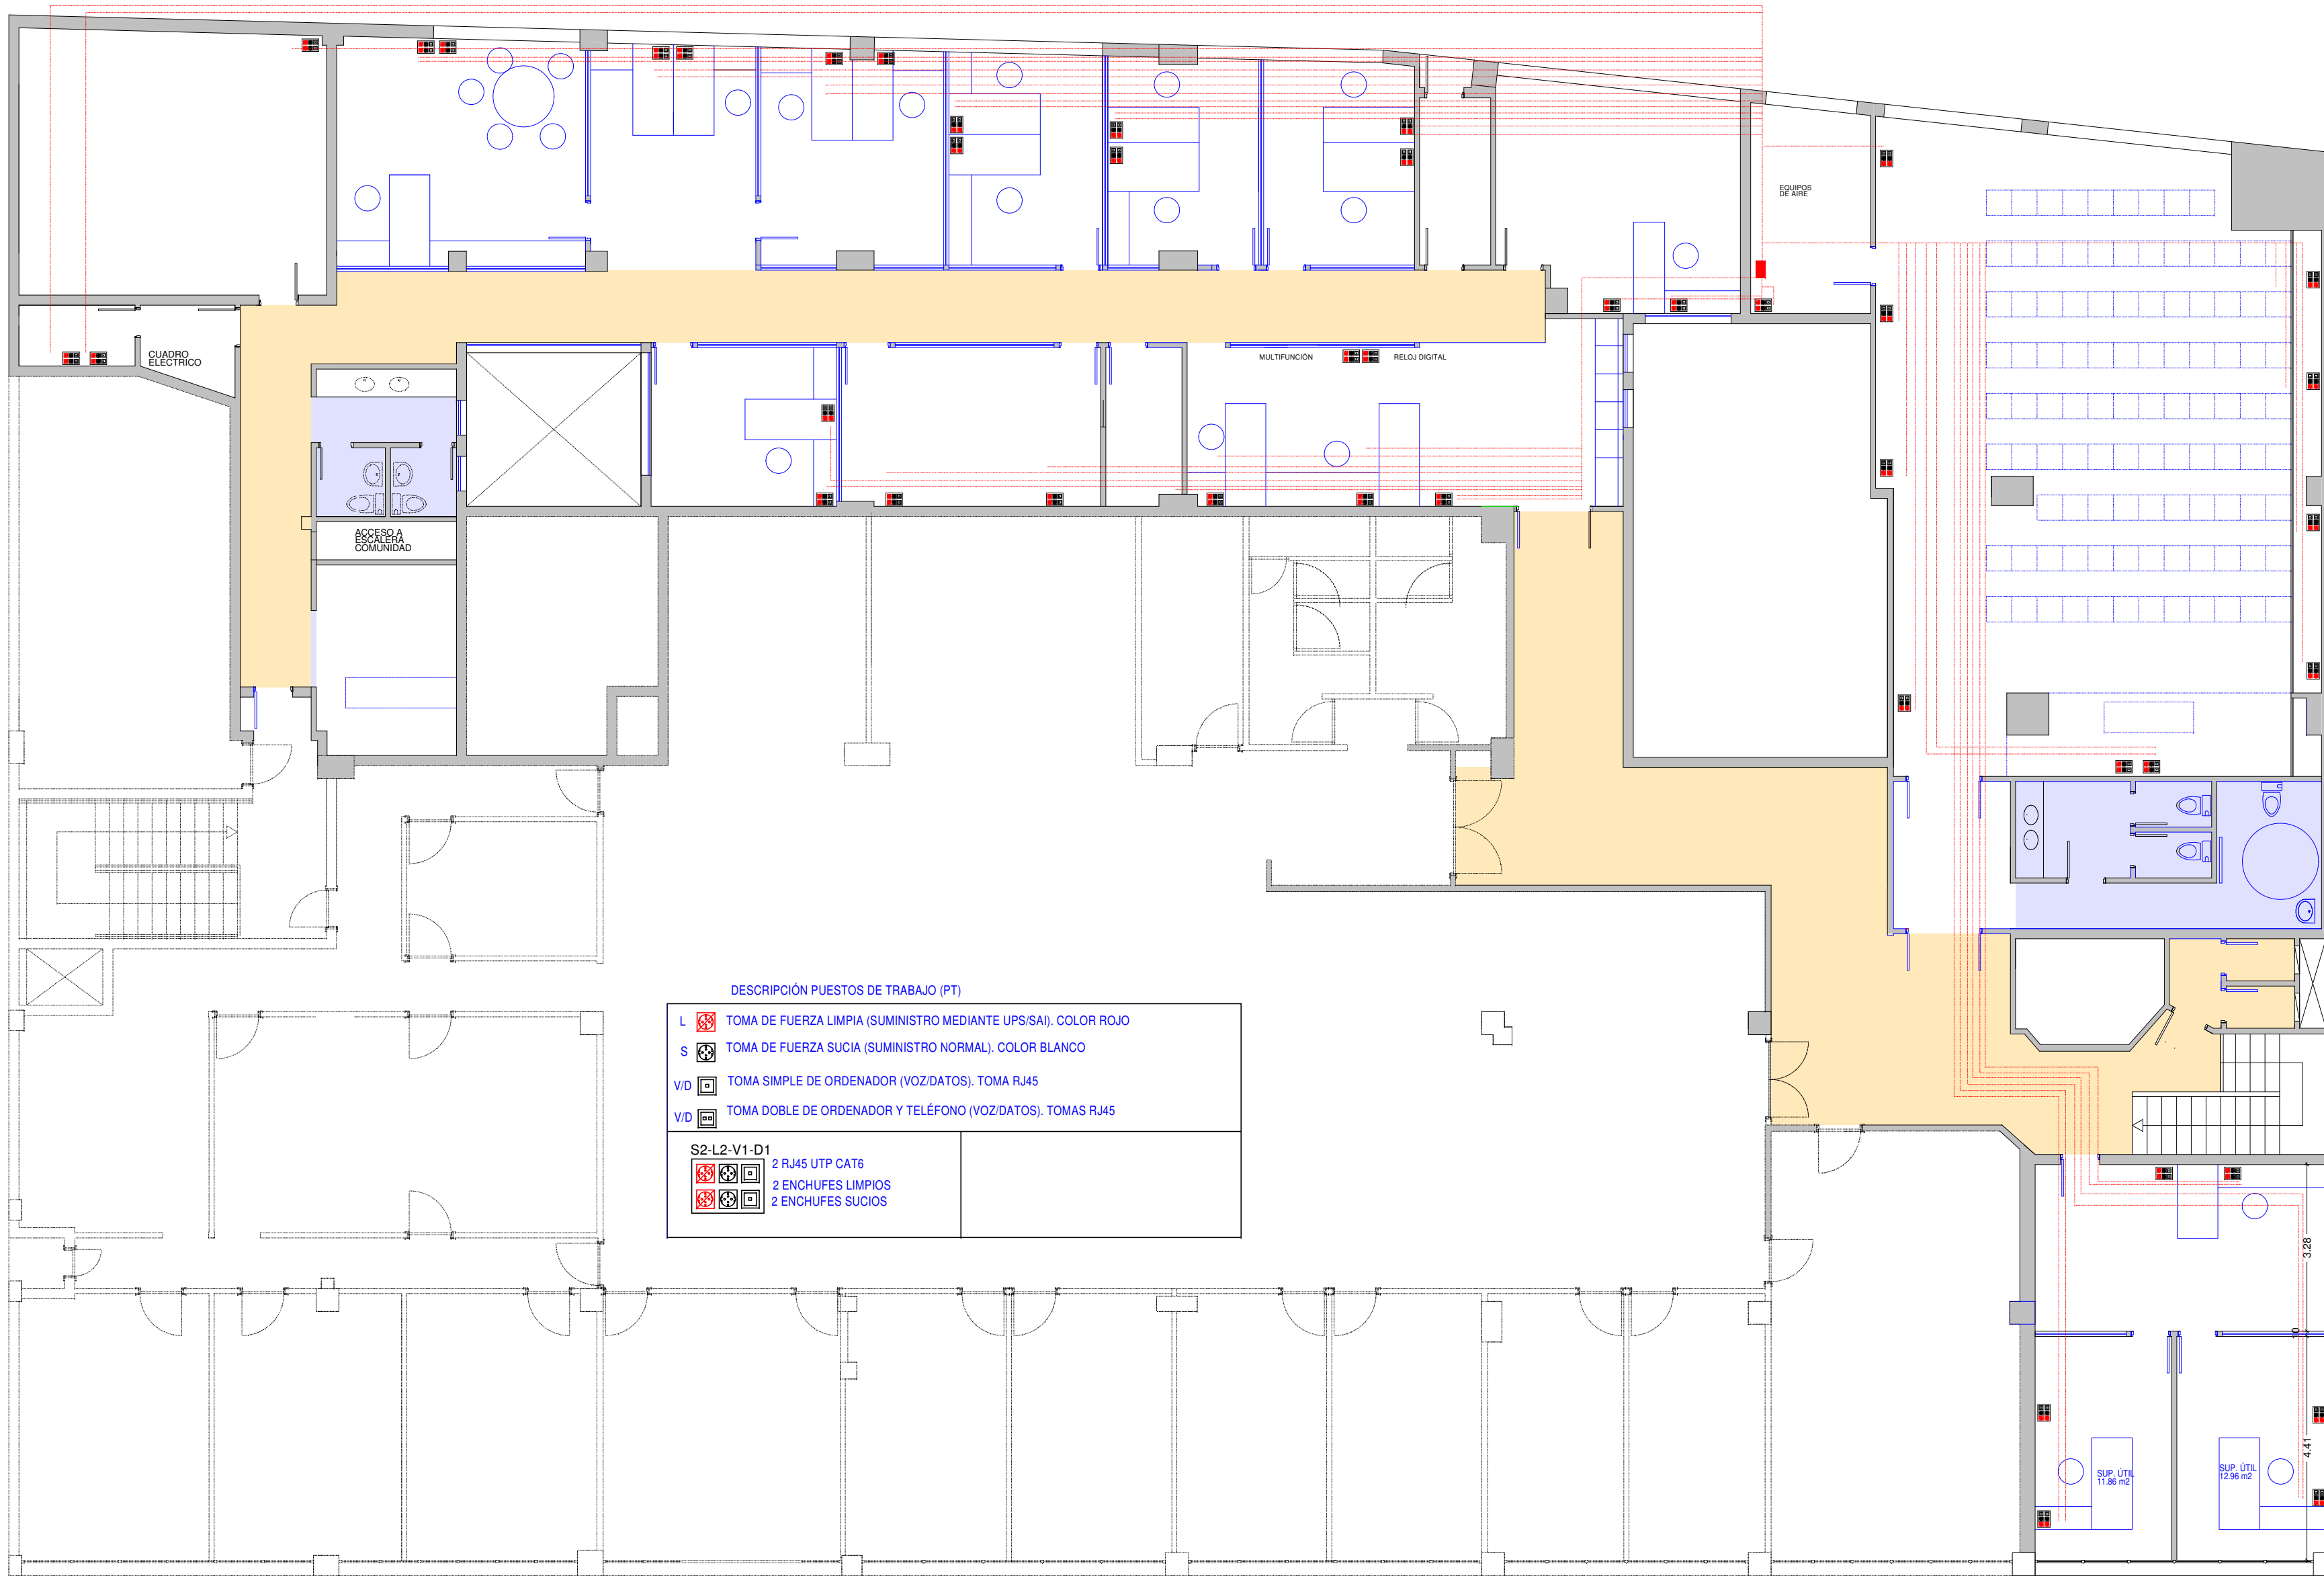 EQUIPOS
DE AIRE
CUADRO
ELÉCTRICO
MULTIFUNCIÓN
RELOJ DIGITAL
ACCESO A
ESCALERA
COMUNIDAD
DESCRIPCIÓN PUESTOS DE TRABAJO (PT)
L TOMA DE FUERZA LIMPIA (SUMINISTRO MEDIANTE UPS/SAI). COLOR ROJO
S TOMA DE FUERZA SUCIA (SUMINISTRO NORMAL). COLOR BLANCO
V/D TOMA SIMPLE DE ORDENADOR (VOZ/DATOS). TOMA RJ45
V/D TOMA DOBLE DE ORDENADOR Y TELÉFONO (VOZ/DATOS). TOMAS RJ45
S2-L2-V1-D1
2 RJ45 UTP CAT6
2 ENCHUFES LIMPIOS
2 ENCHUFES SUCIOS
3.28
4.41
SUP. ÚTIL
11.86 m2
SUP. ÚTIL
12.96 m2